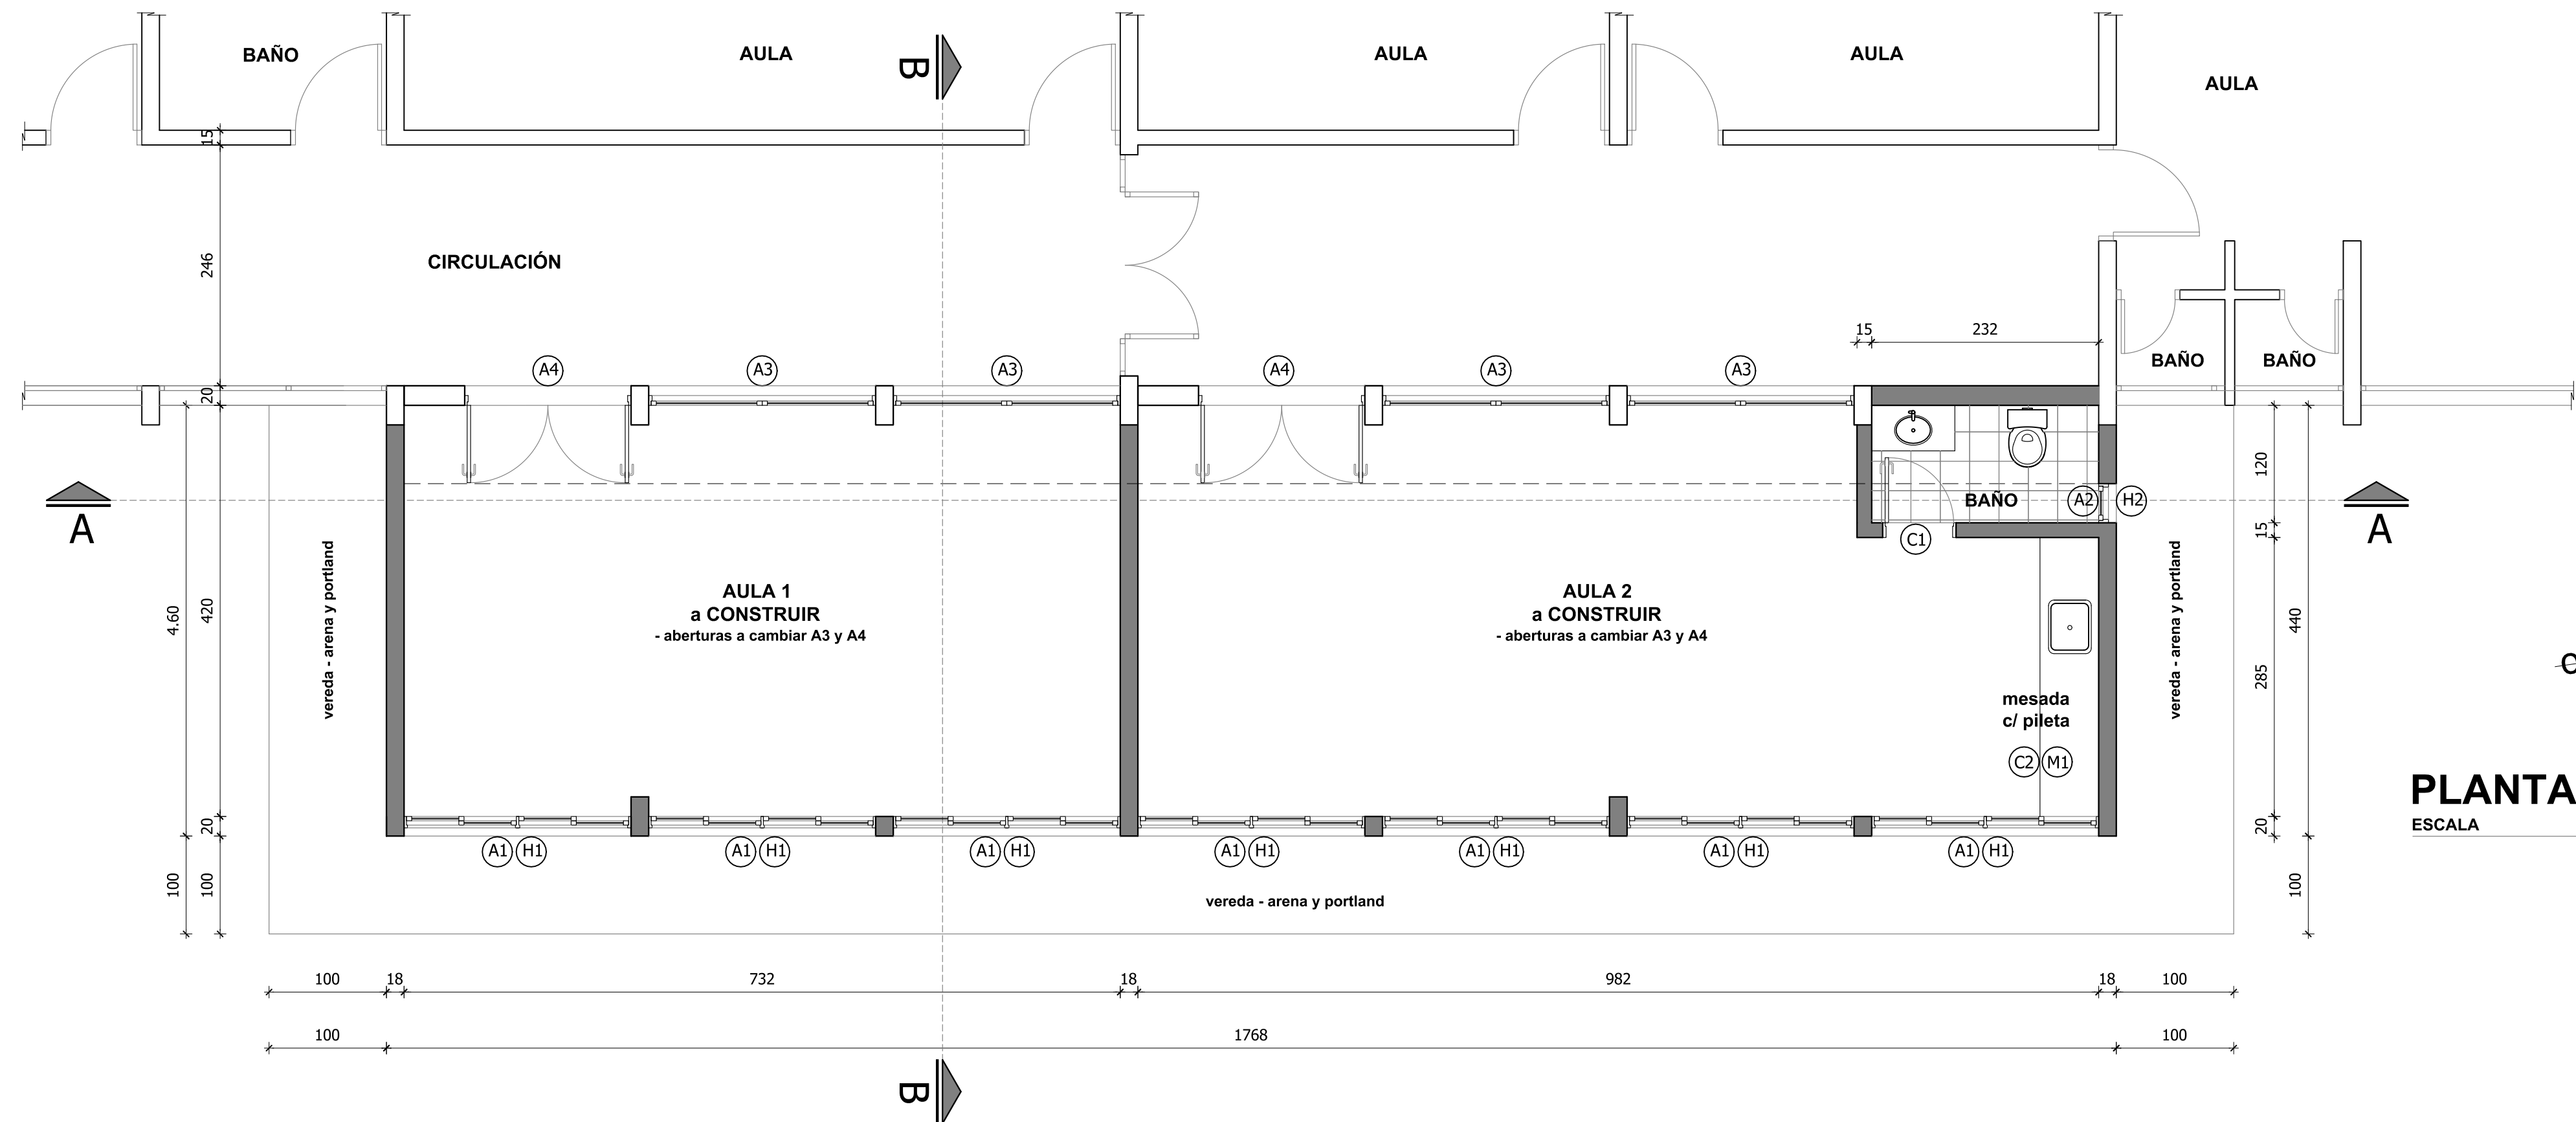 BAÑO
AULA
B
AULA
AULA
AULA
15
246
CIRCULACIÓN
15
232
BAÑO
BAÑO
A4
A3
A3
A4
A3
A3
20
120
A
BAÑO
A2
H2
A
C1
15
vereda - arena y portland
4.60
420
AULA 1
a CONSTRUIR
- aberturas a cambiar A3 y A4
AULA 2
a CONSTRUIR
- aberturas a cambiar A3 y A4
vereda - arena y portland
440
285
mesada
c/ pileta
C2
M1
PLANTA
ESCALA
20
20
A1 H1
A1 H1
A1 H1
A1 H1
A1 H1
A1 H1
A1 H1
100
100
100
vereda - arena y portland
100 18 732 18 982 18 100
100 1768 100
B